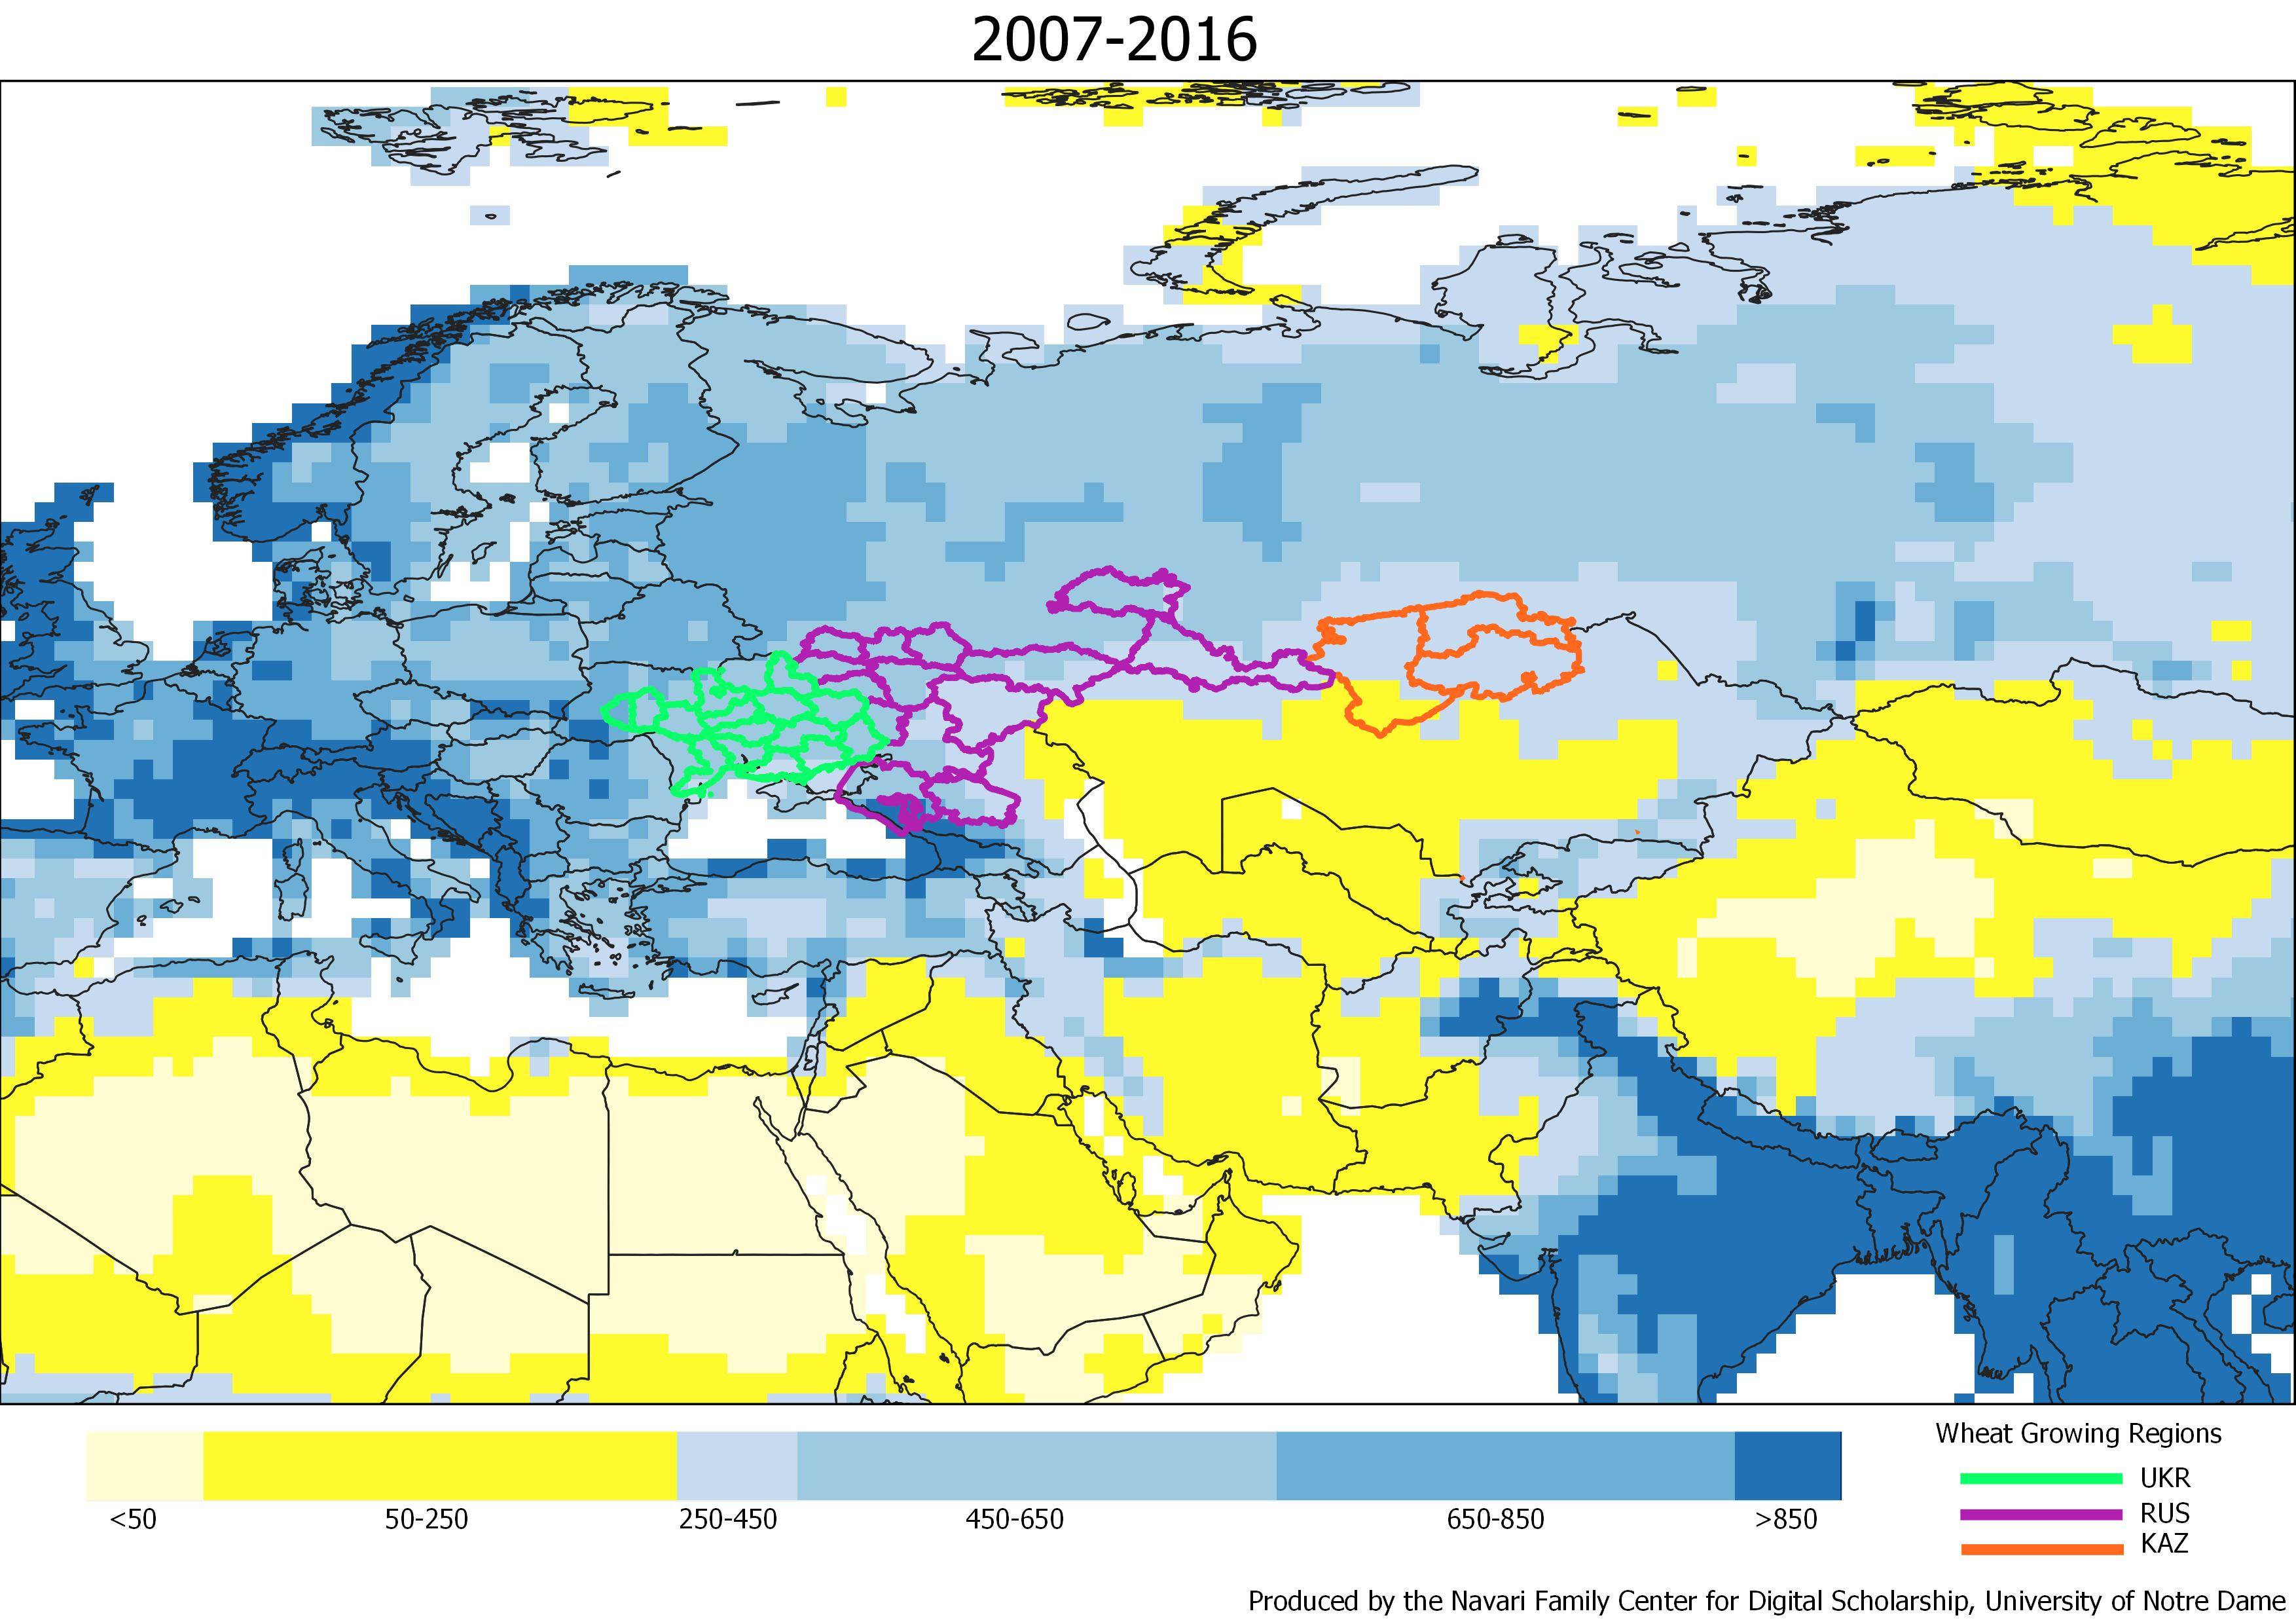 2007-2016
<50
50-250
250-450
450-650
650-850
>850
Wheat Growing Regions
UKR
RUS
KAZ
Produced by the Navari Family Center for Digital Scholarship, University of Notre Dame